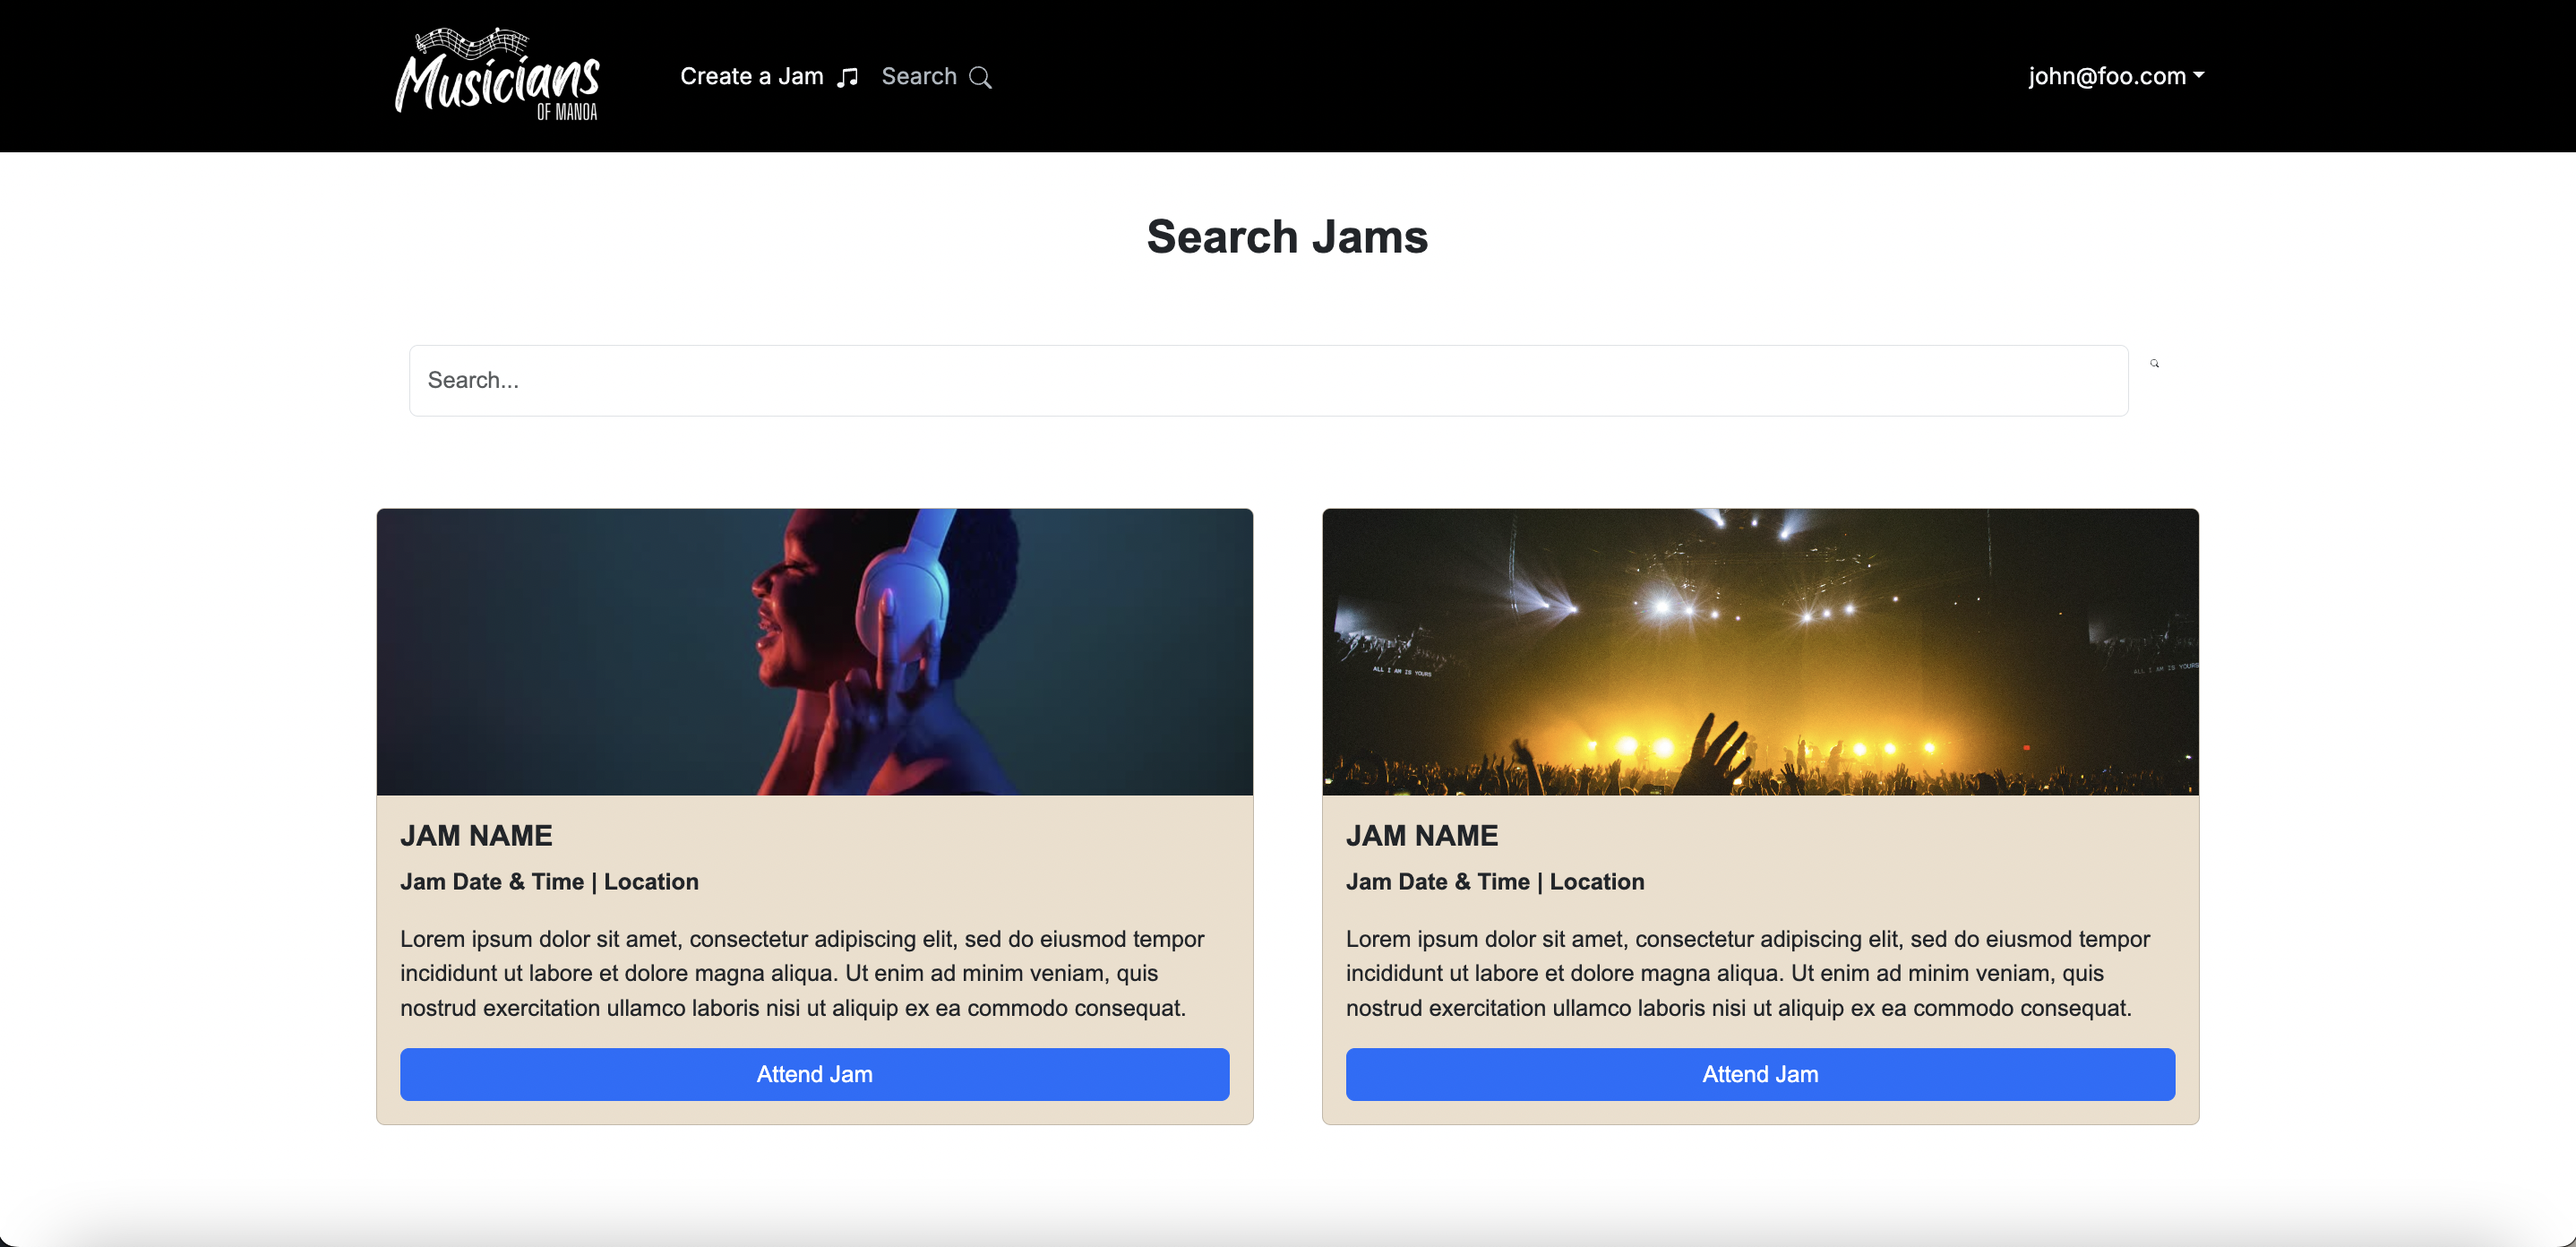 Musicians
OF MANOA
Create a Jam
Search
john@foo.com
Search Jams
Search...
ALL I AM IS YOURS
ALL I AM IS YOURS
JAM NAME
Jam Date & Time | Location
Lorem ipsum dolor sit amet, consectetur adipiscing elit, sed do eiusmod tempor
incididunt ut labore et dolore magna aliqua. Ut enim ad minim veniam, quis
nostrud exercitation ullamco laboris nisi ut aliquip ex ea commodo consequat.
Attend Jam
JAM NAME
Jam Date & Time | Location
Lorem ipsum dolor sit amet, consectetur adipiscing elit, sed do eiusmod tempor
incididunt ut labore et dolore magna aliqua. Ut enim ad minim veniam, quis
nostrud exercitation ullamco laboris nisi ut aliquip ex ea commodo consequat.
Attend Jam